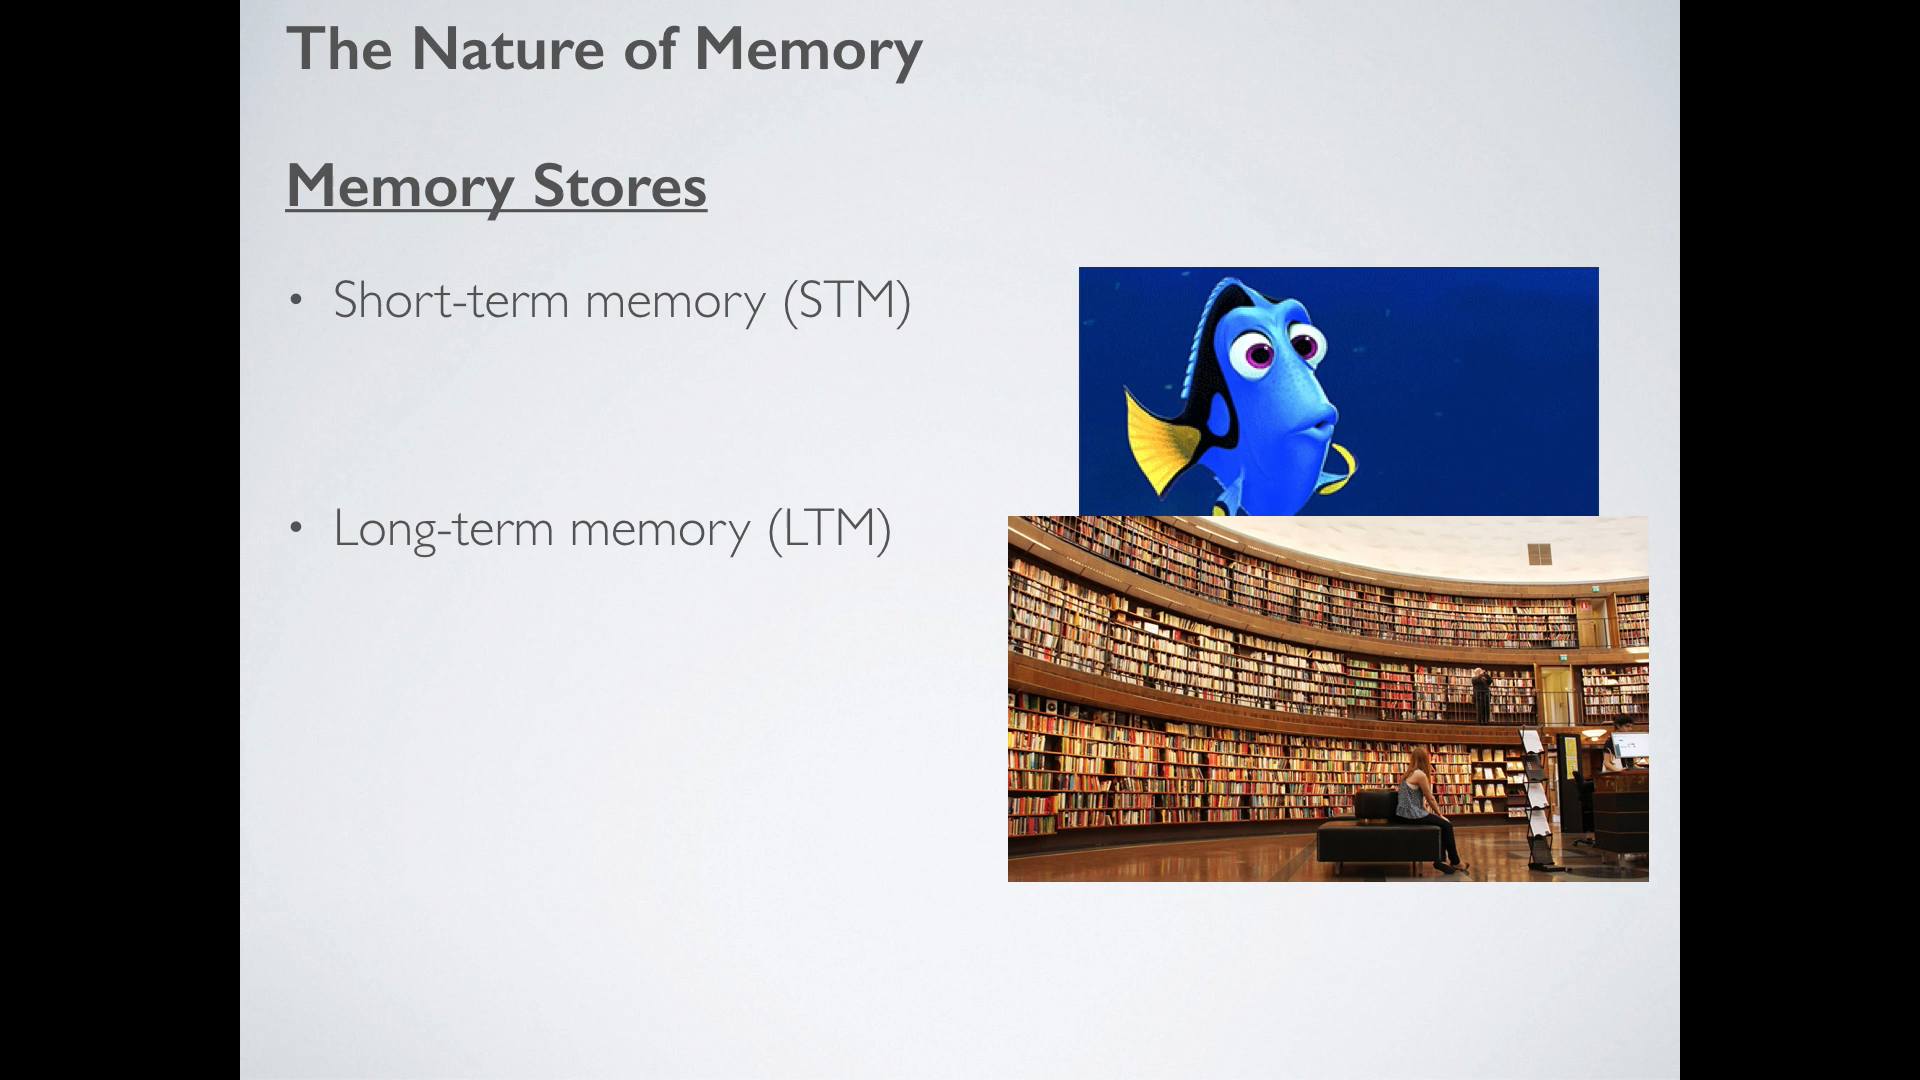 The Nature of Memory
Memory Stores
• Short-term memory (STM)
• Long-term memory (LTM)